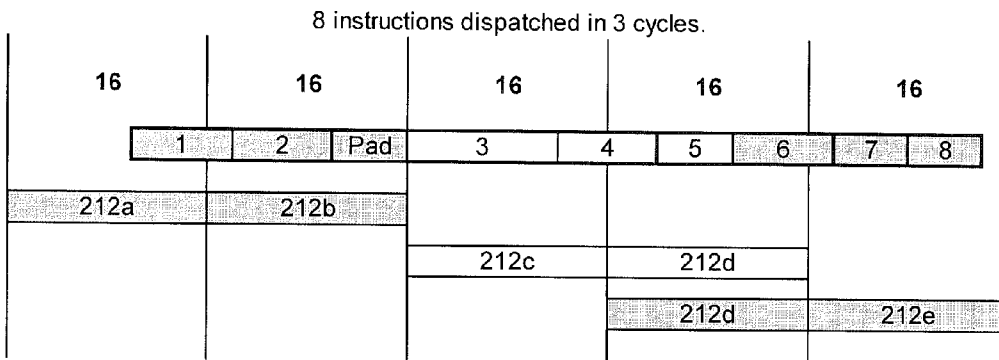 8 instructions dispatched in 3 cycles.
16 16 16 16 16
1 2 Pad 3 4 5 6 7 8
212a 212b
212c 212d
212d 212e